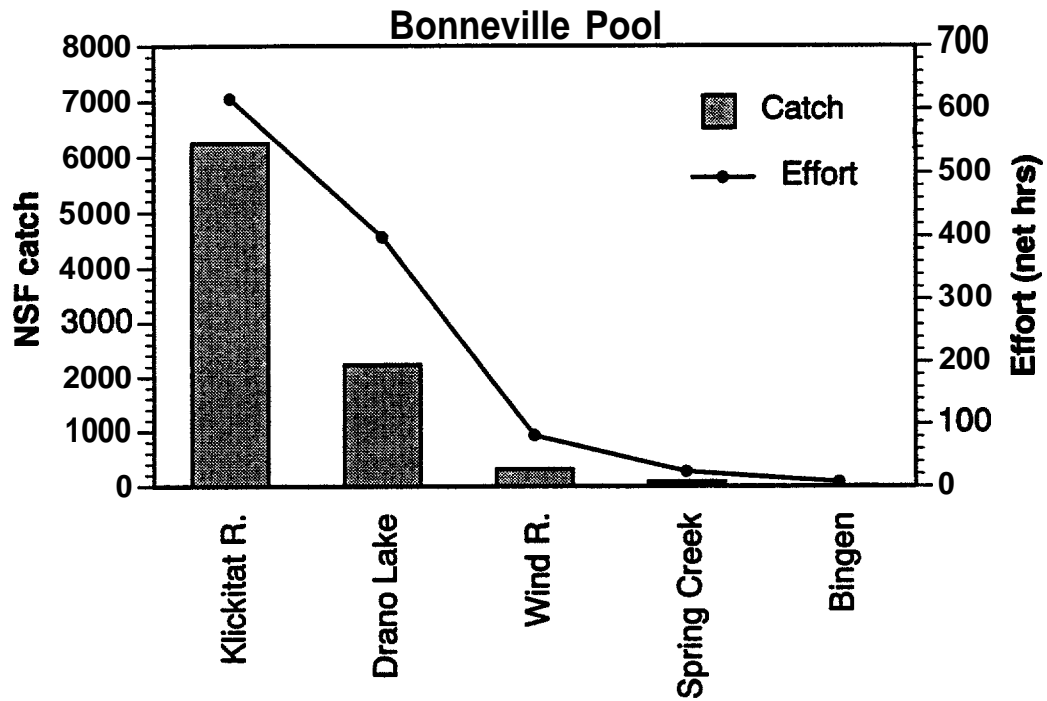 Bonneville Pool
8000
7000
6000
5000
4000
3000
2000
1000
0
NSF catch
700
600
500
400
300
200
100
0
Effort (net hrs)
Catch
Effort
Klickitat R.
Drano Lake
Wind R.
Spring Creek
Bingen